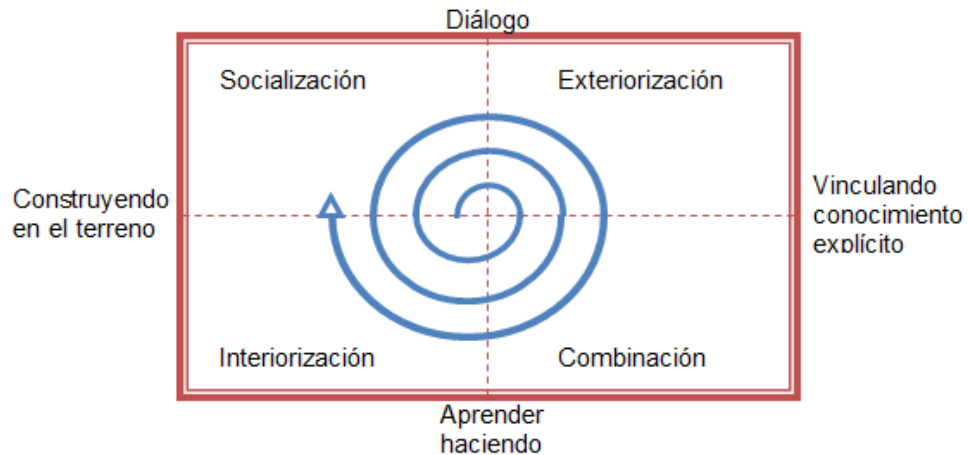 Diálogo
Socialización
Exteriorización
Construyendo
en el terreno
Vinculando
conocimiento
explícito
Interiorización
Combinación
Aprender
haciendo